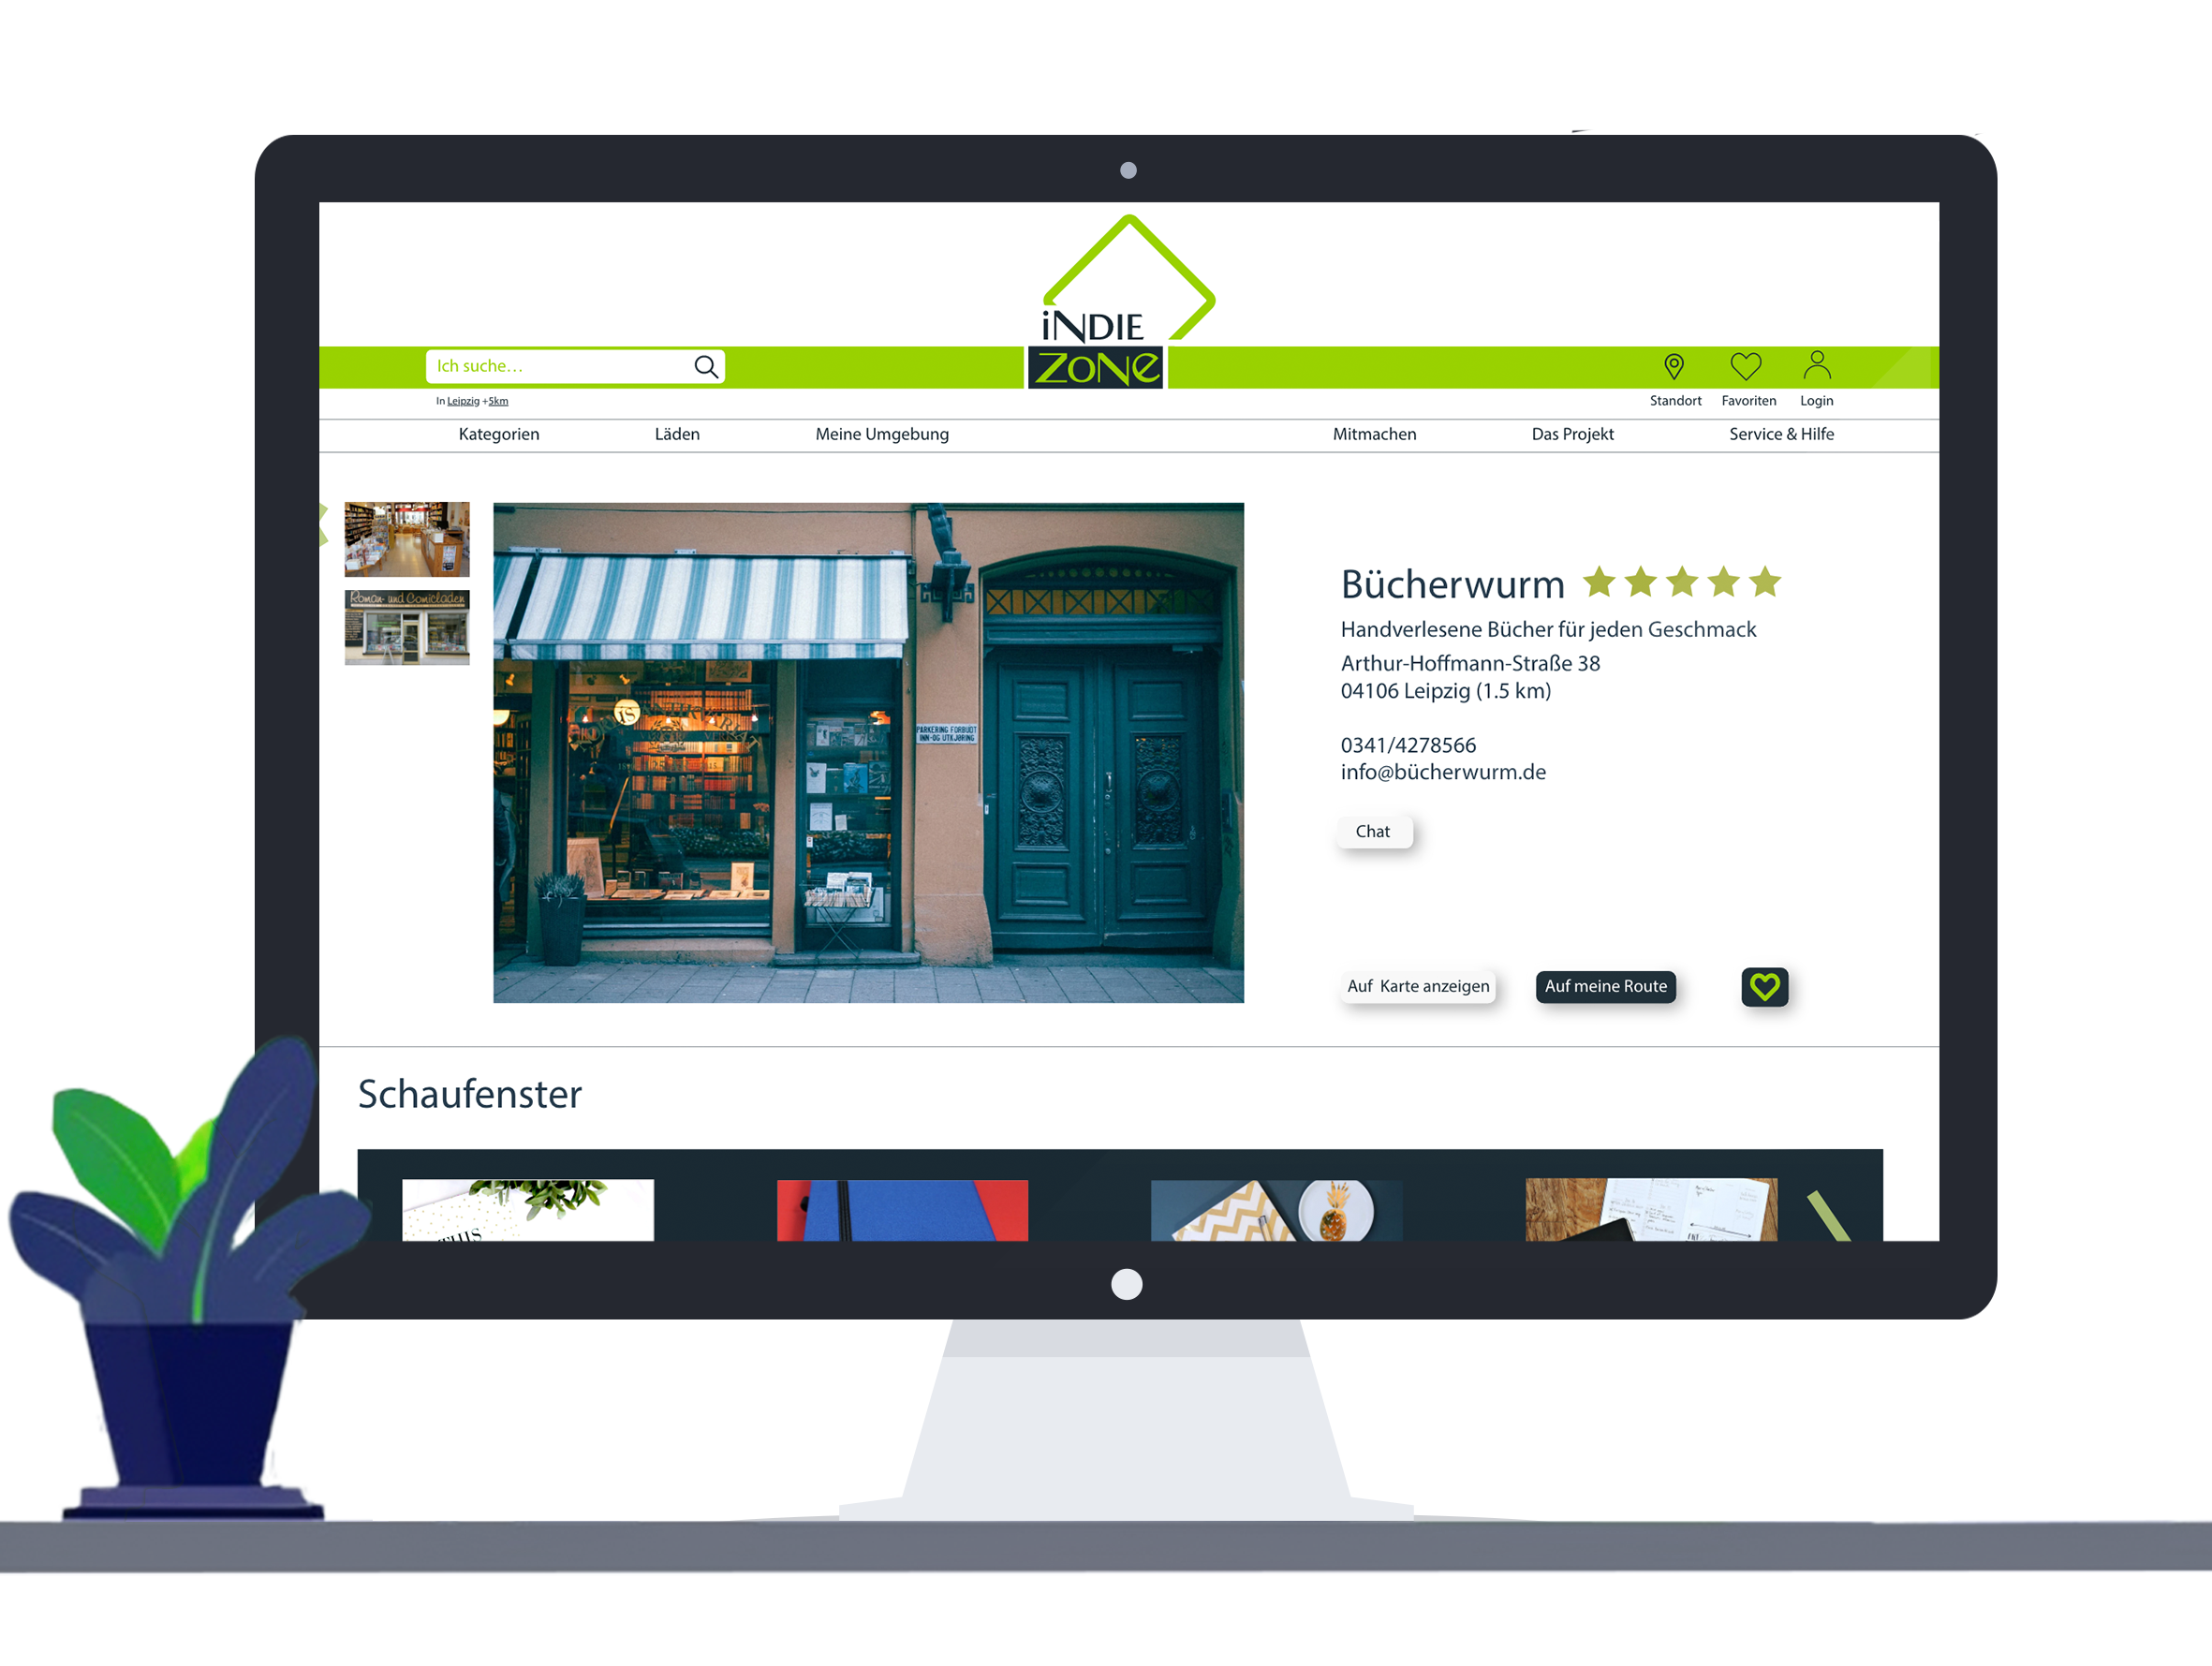 iNDIE
ZoNe
Ich suche...
In Leipzig +5km
Standort Favoriten Login
Kategorien Läden Meine Umgebung Mitmachen Das Projekt Service & Hilfe
Roman- und Comicladen
Bücherwurm
Handverlesene Bücher für jeden Geschmack
Arthur-Hoffmann-Straße 38
04106 Leipzig (1.5 km)
PARKERING FORBUDT
INN-OG UTKJØRING
0341/4278566
info@bücherwurm.de
Chat
Auf Karte anzeigen Auf meine Route
Schaufenster
THIS